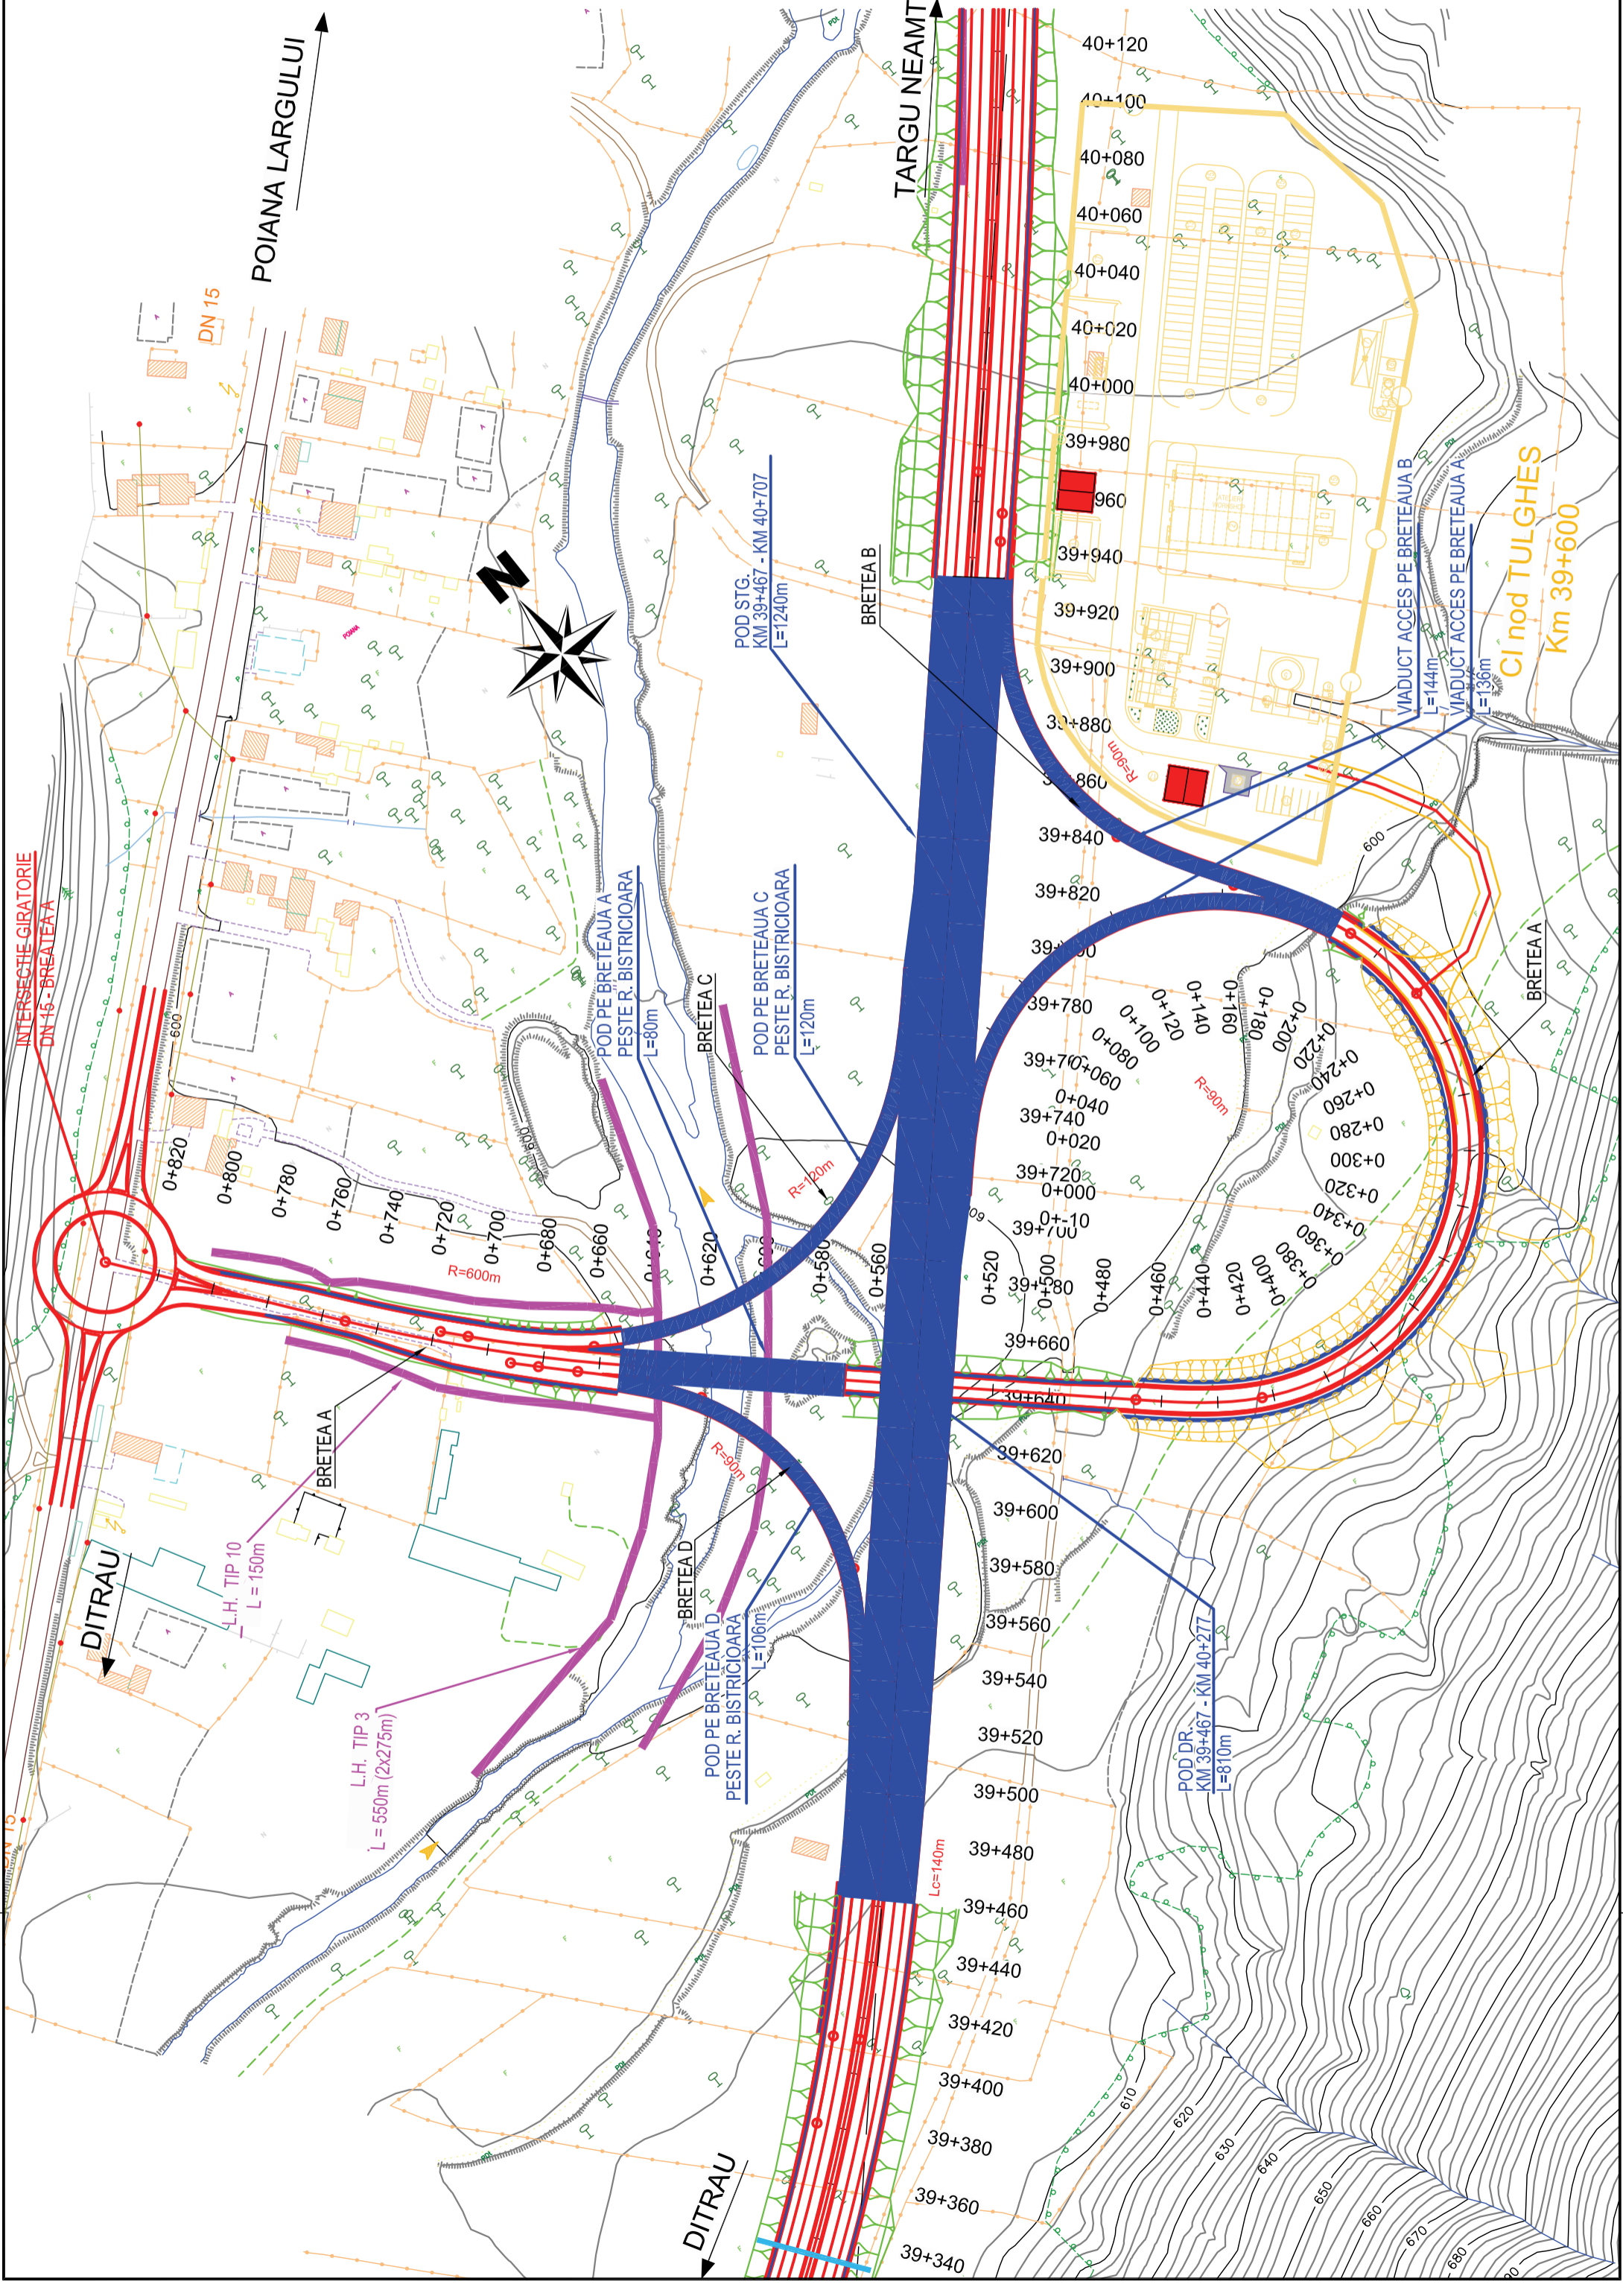 POIANA LARGULUI
TARGU NEAMT
DN 15
40+120
40+100
40+080
40+060
40+040
40+020
40+000
39+980
960
39+940
39+920
39+900
39+880
39+840
39+820
39+780
39+740
39+720
39+660
39+640
39+620
39+600
39+580
39+560
39+540
39+520
39+500
39+480
39+460
39+440
39+420
39+400
39+380
39+360
39+340
N
POIANA
POD STG.
KM 39+467 - KM 40+707
L=1240m
BRETEA B
VIADUCT ACCES PE BRETEAUA B
L=144m
VIADUCT ACCES PE BRETEAUA A
L=136m
CI nod TULGHES
Km 39+600
R=90m
INTERSECTIE GIRATORIE
DN 15 - BREATEA A
POD PE BRETEAUA A
PESTE R. BISTRICIOARA
L=80m
BRETEA C
POD PE BRETEAUA C
PESTE R. BISTRICIOARA
L=120m
R=120m
BRETEA A
R=90m
600
600
600
0+820
0+800
0+780
0+760
0+740
0+720
0+700
0+680
0+660
0+620
0+580
0+560
0+520
0+480
0+460
0+440
0+420
0+400
0+380
0+360
0+340
0+320
0+300
0+280
0+260
0+240
0+220
0+200
0+180
0+160
0+140
0+120
0+100
0+080
0+060
0+040
0+020
0+000
0+-10
R=600m
BRETEA A
R=90m
BRETEA D
POD PE BRETEAUA D
PESTE R. BISTRICIOARA
L=106m
L.H. TIP 10
L = 150m
L.H. TIP 3
L = 550m (2x275m)
DITRAU
POD DR.
KM 39+467 - KM 40+277
L=810m
Lc=140m
DITRAU
610
620
630
640
650
660
670
680